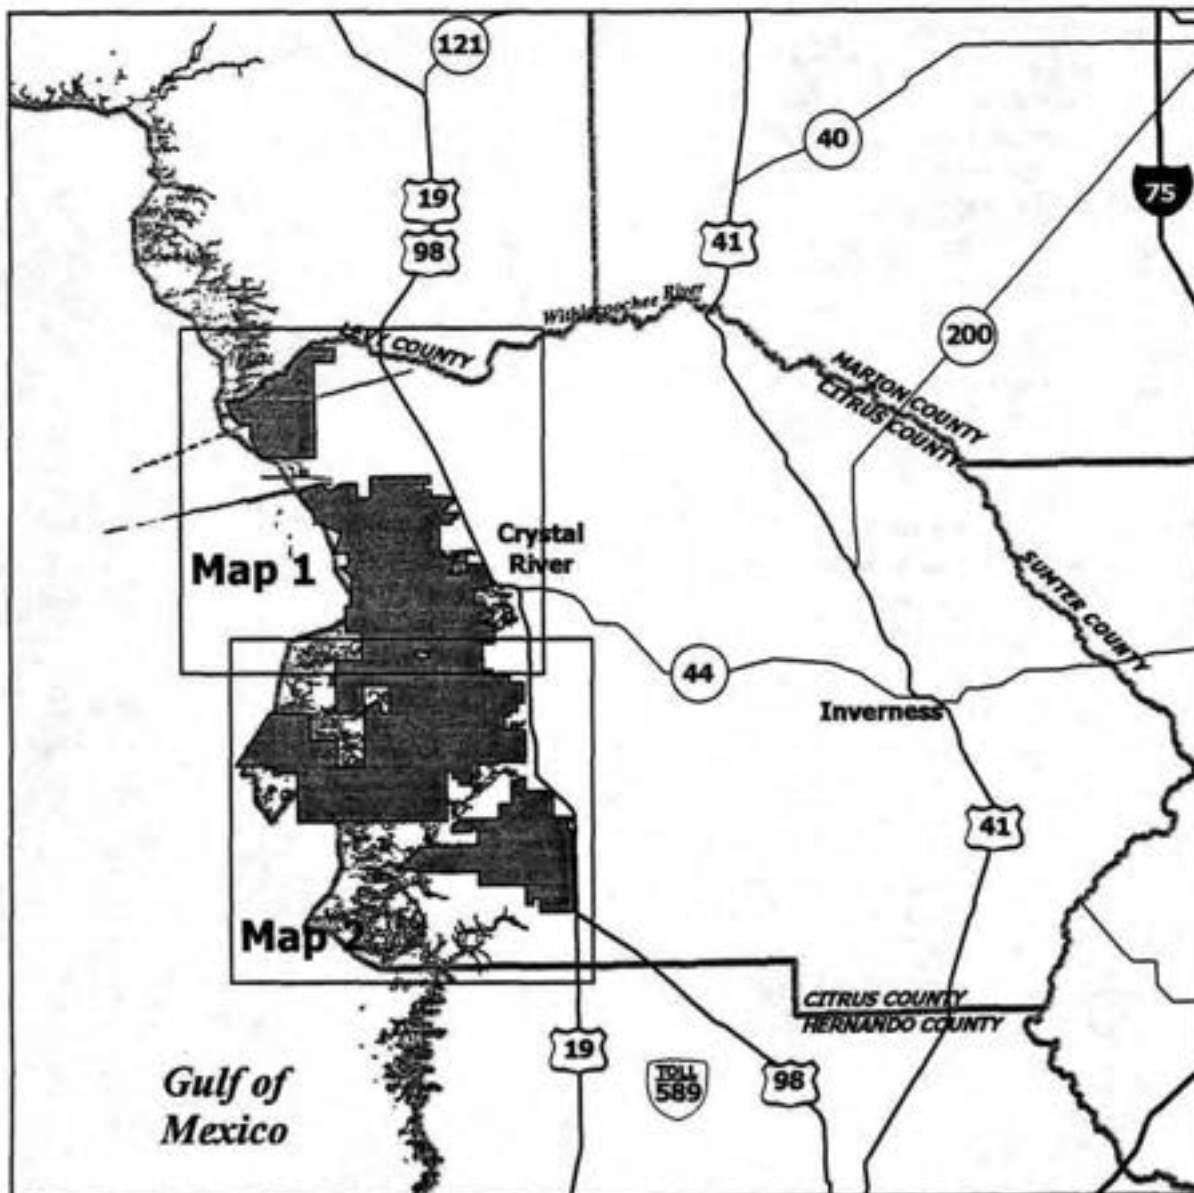 121
40
19
98
41
75
200
Withlacoochee River
LEVY COUNTY
MARION COUNTY
CITRUS COUNTY
Crystal
River
Map 1
SUMTER COUNTY
44
Inverness
41
Map 2
CITRUS COUNTY
HERNANDO COUNTY
19
TOLL
589
98
Gulf of
Mexico